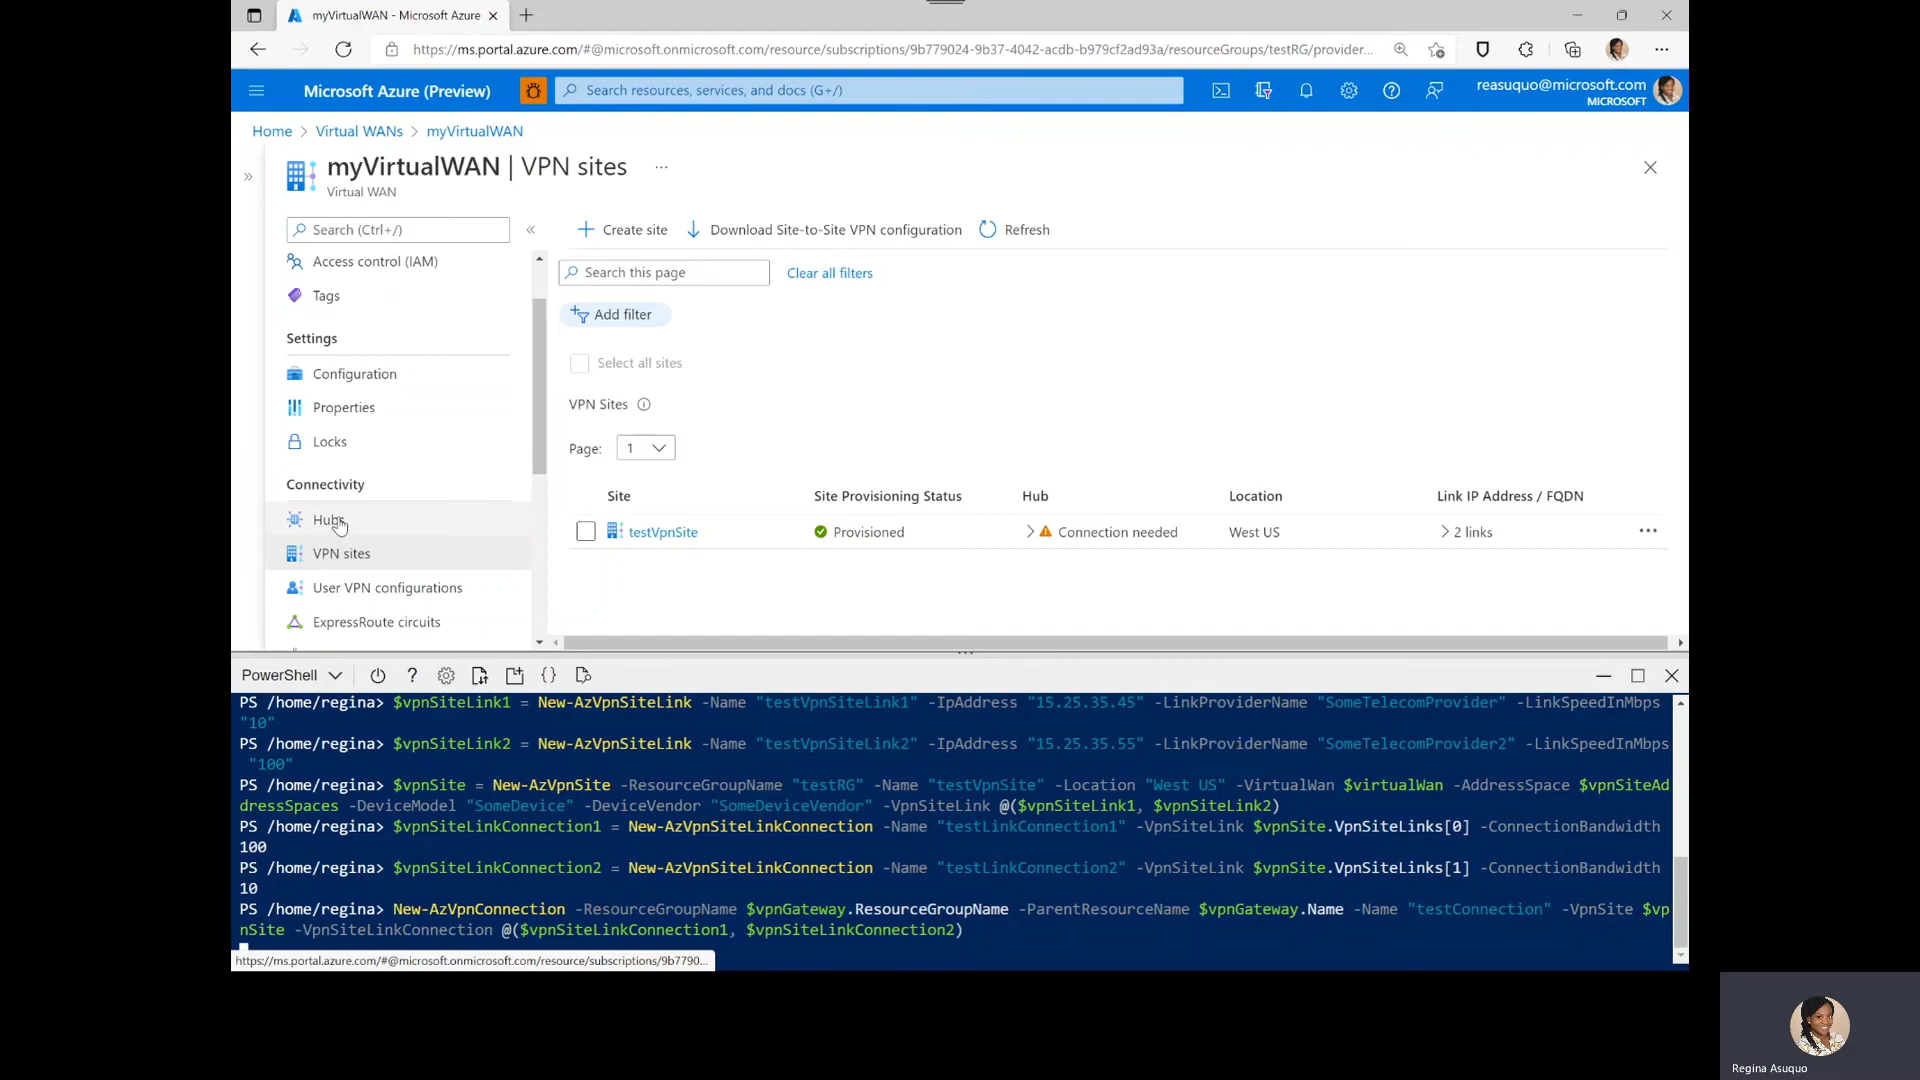 myVirtualWAN - Microsoft Azure
https://ms.portal.azure.com/#@microsoft.onmicrosoft.com/resource/subscriptions/9b779024-9b37-4042-acdb-b979cf2ad93a/resourceGroups/testRG/provider...
Microsoft Azure (Preview)
Search resources, services, and docs (G+/)
reasuquo@microsoft.com
MICROSOFT
Home > Virtual WANs > myVirtualWAN
myVirtualWAN | VPN sites ...
Virtual WAN
Search (Ctrl+/)
Access control (IAM)
Tags
Settings
Configuration
Properties
Locks
Connectivity
Hubs
VPN sites
User VPN configurations
ExpressRoute circuits
Create site
Download Site-to-Site VPN configuration
Refresh
Search this page
Clear all filters
Add filter
Select all sites
VPN Sites
Page: 1
Site Site Provisioning Status Hub Location Link IP Address / FQDN
testVpnSite Provisioned > Connection needed West US > 2 links ...
PowerShell
PS /home/regina> $vpnSiteLink1 = New-AzVpnSiteLink -Name "testVpnSiteLink1" -IpAddress "15.25.35.45" -LinkProviderName "SomeTelecomProvider" -LinkSpeedInMbps
"10"
PS /home/regina> $vpnSiteLink2 = New-AzVpnSiteLink -Name "testVpnSiteLink2" -IpAddress "15.25.35.55" -LinkProviderName "SomeTelecomProvider2" -LinkSpeedInMbps
"100"
PS /home/regina> $vpnSite = New-AzVpnSite -ResourceGroupName "testRG" -Name "testVpnSite" -Location "West US" -VirtualWan $virtualWan -AddressSpace $vpnSiteAd
dressSpaces -DeviceModel "SomeDevice" -DeviceVendor "SomeDeviceVendor" -VpnSiteLink @($vpnSiteLink1, $vpnSiteLink2)
PS /home/regina> $vpnSiteLinkConnection1 = New-AzVpnSiteLinkConnection -Name "testLinkConnection1" -VpnSiteLink $vpnSite.VpnSiteLinks[0] -ConnectionBandwidth
100
PS /home/regina> $vpnSiteLinkConnection2 = New-AzVpnSiteLinkConnection -Name "testLinkConnection2" -VpnSiteLink $vpnSite.VpnSiteLinks[1] -ConnectionBandwidth
10
PS /home/regina> New-AzVpnConnection -ResourceGroupName $vpnGateway.ResourceGroupName -ParentResourceName $vpnGateway.Name -Name "testConnection" -VpnSite $vp
nSite -VpnSiteLinkConnection @($vpnSiteLinkConnection1, $vpnSiteLinkConnection2)
https://ms.portal.azure.com/#@microsoft.onmicrosoft.com/resource/subscriptions/9b7790...
Regina Asuquo